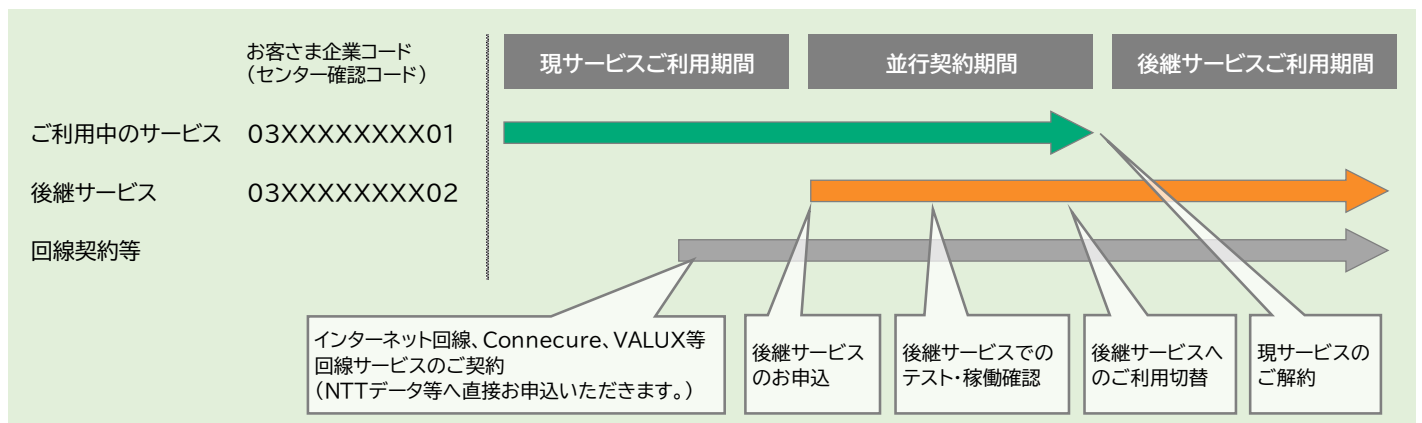 お客さま企業コード
（センター確認コード）
現サービスご利用期間
並行契約期間
後継サービスご利用期間
ご利用中のサービス 03XXXXXXXX01
後継サービス 03XXXXXXXX02
回線契約等
インターネット回線、Connecure、VALUX等
回線サービスのご契約
（NTTデータ等へ直接お申込いただきます。）
後継サービス
のお申込
後継サービスでの
テスト・稼働確認
後継サービスへ
のご利用切替
現サービスの
ご解約